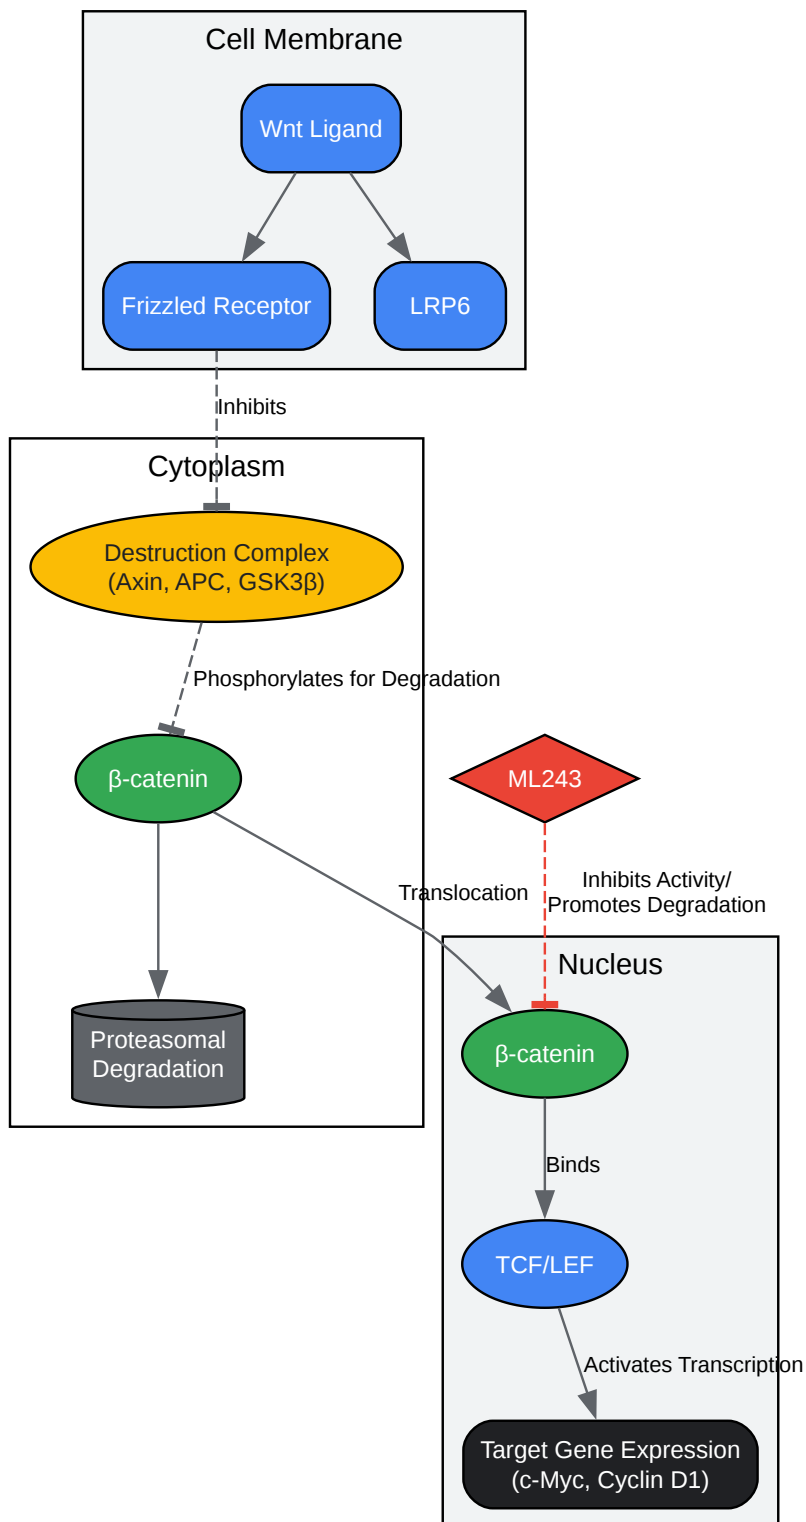 Cell Membrane
Wnt Ligand
Frizzled Receptor
LRP6
Inhibits
Cytoplasm
Destruction Complex
(Axin, APC, GSK3β)
Phosphorylates for Degradation
β-catenin
ML243
Translocation
Inhibits Activity/
Promotes Degradation
Nucleus
Proteasomal
Degradation
β-catenin
Binds
TCF/LEF
Activates Transcription
Target Gene Expression
(c-Myc, Cyclin D1)